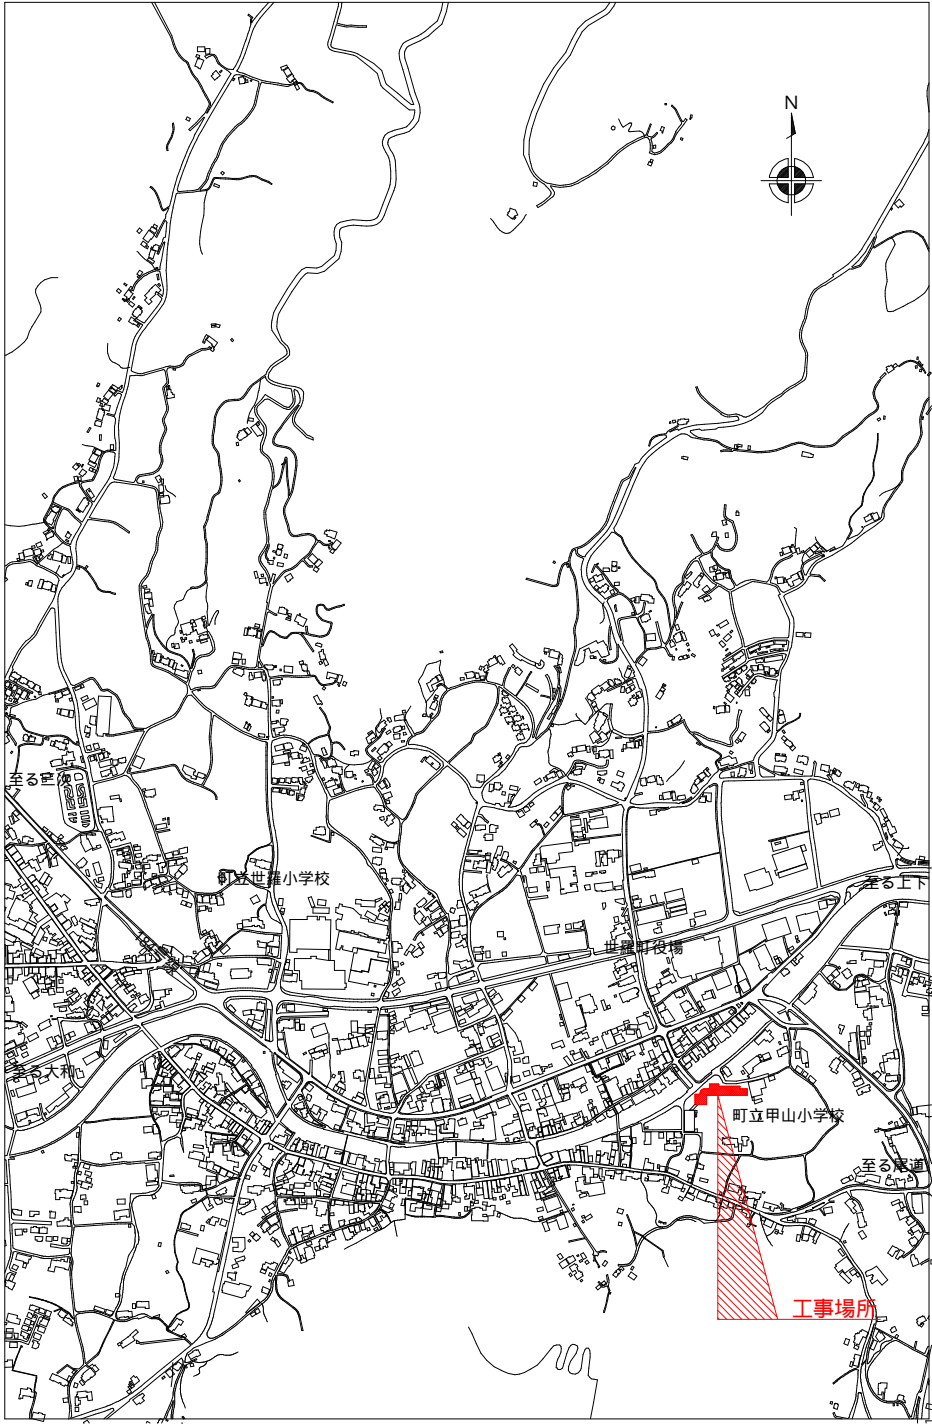 N
至る三次
町立世羅小学校
至る上下
世羅町役場
至る大和
町立甲山小学校
至る尾道
工事場所